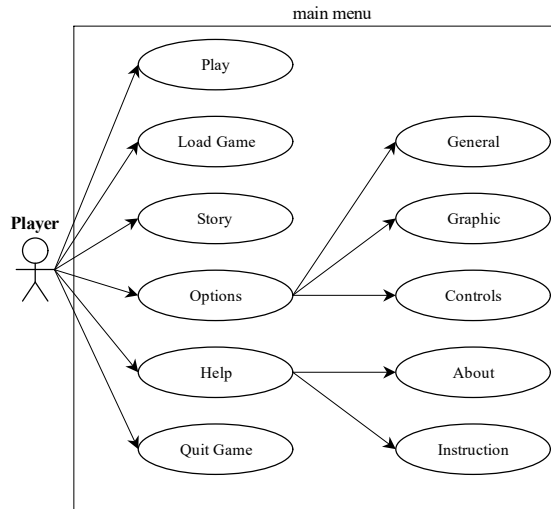 main menu
Play
Load Game
General
Player
Story
Graphic
Options
Controls
Help
About
Quit Game
Instruction